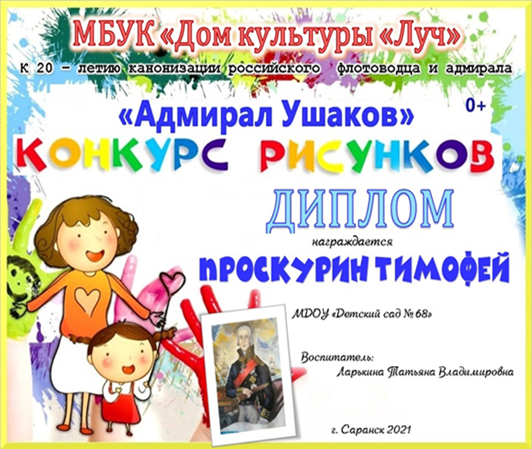 МБУК «Дом культуры «Луч»
К 20 – летию канонизации российского флотоводца и адмирала
0+
«Адмирал Ушаков»
КОНКУРС РИСУНКОВ
ДИПЛОМ
награждается
ПРОСКУРИН ТИМОФЕЙ
МДОУ «Детский сад № 68»
Воспитатель:
Ларькина Татьяна Владимировна
г. Саранск 2021